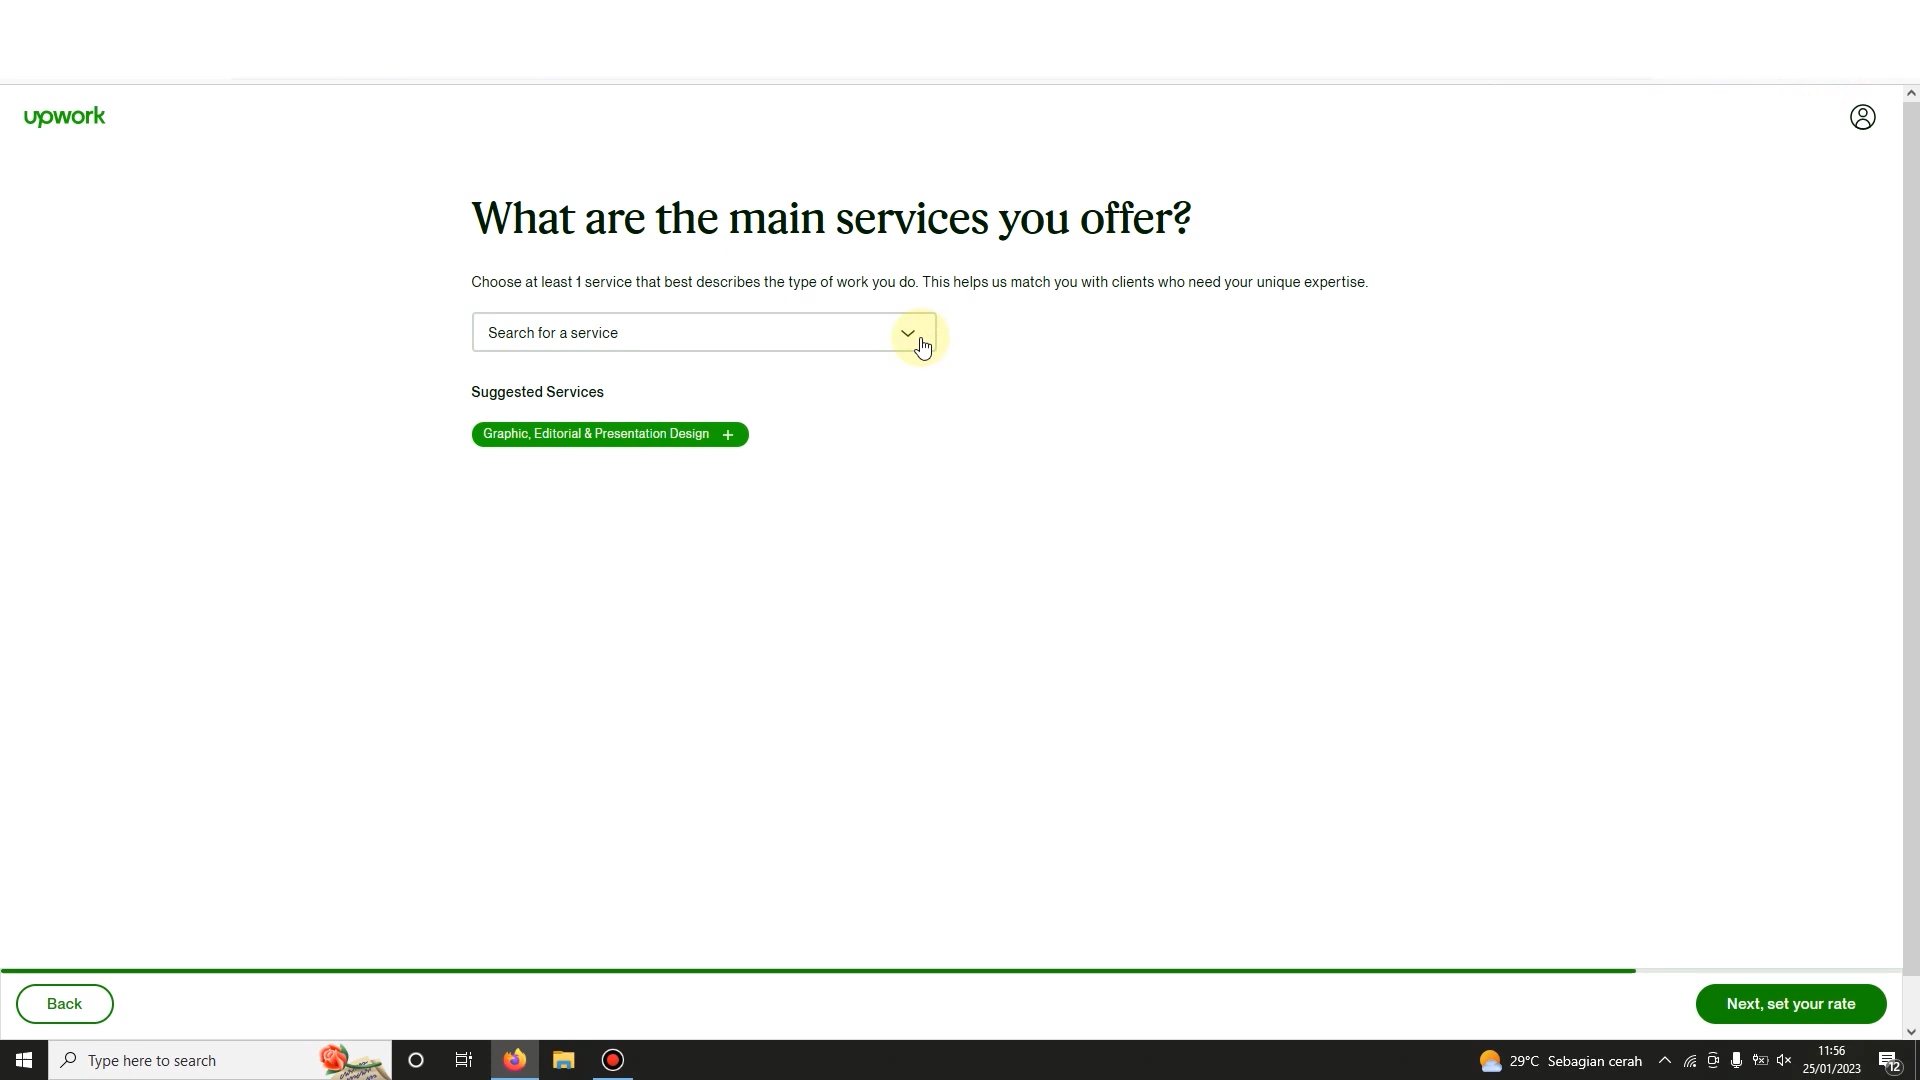 upwork
What are the main services you offer?
Choose at least 1 service that best describes the type of work you do. This helps us match you with clients who need your unique expertise.
Search for a service
Suggested Services
Graphic, Editorial & Presentation Design +
Back
Next, set your rate
Type here to search
29°C Sebagian cerah
11:56
25/01/2023
12